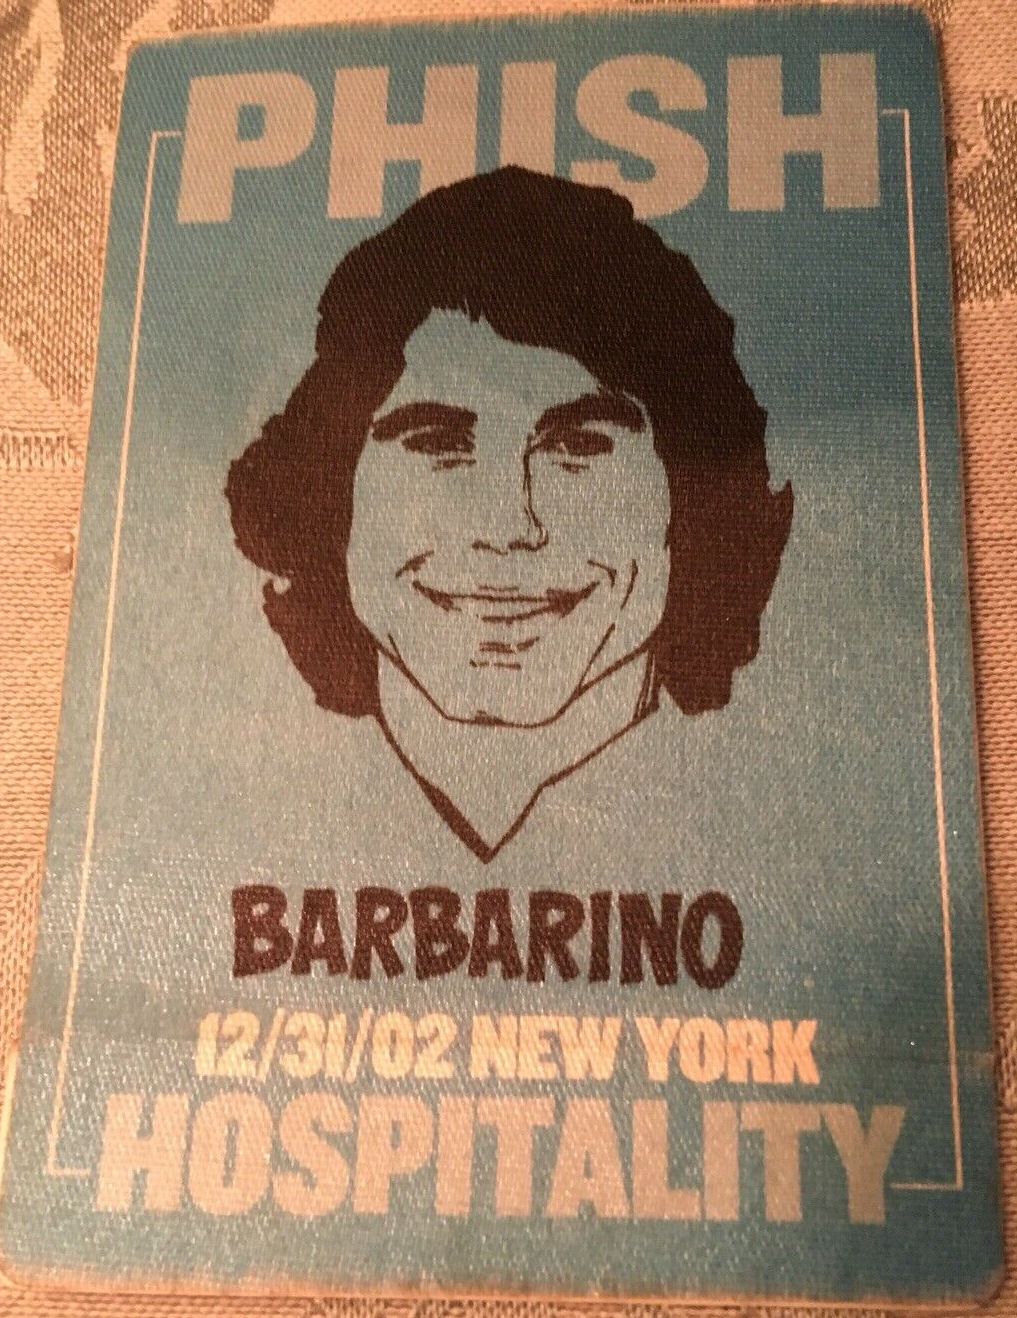 PHISH
BARBARINO
12/31/02 NEW YORK
HOSPITALITY